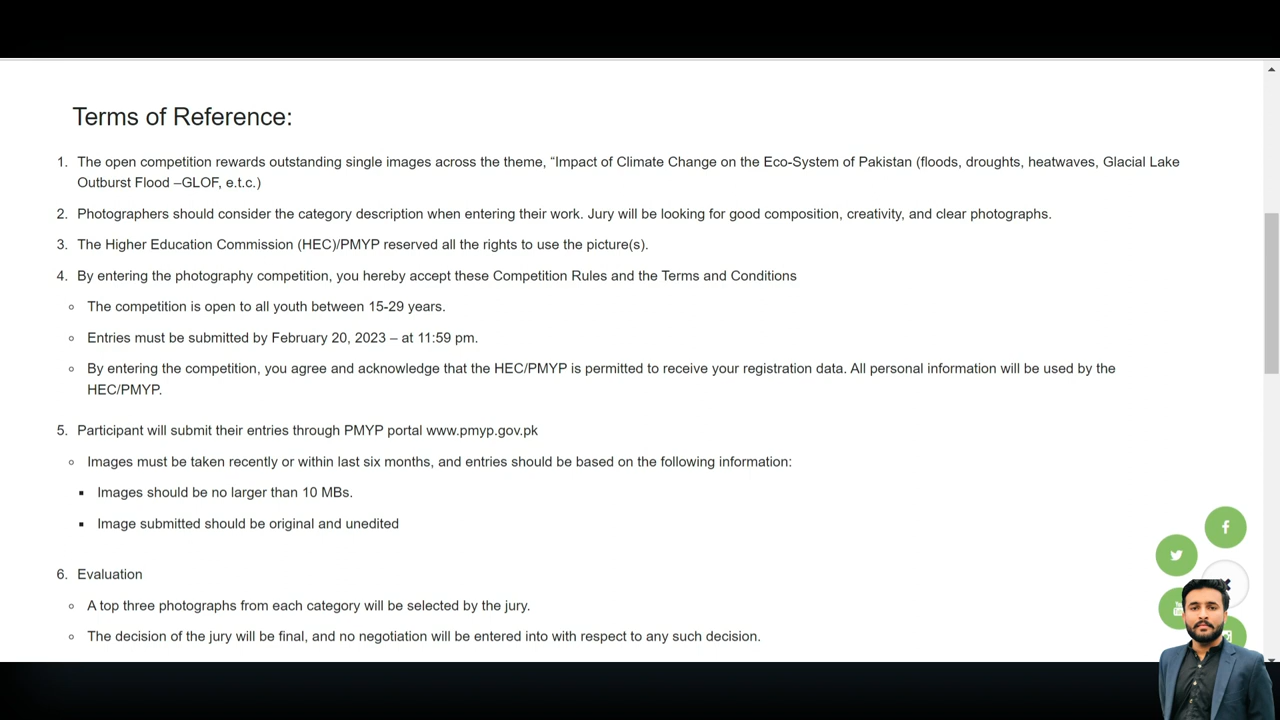 Terms of Reference:
1. The open competition rewards outstanding single images across the theme, “Impact of Climate Change on the Eco-System of Pakistan (floods, droughts, heatwaves, Glacial Lake
Outburst Flood –GLOF, e.t.c.)
2. Photographers should consider the category description when entering their work. Jury will be looking for good composition, creativity, and clear photographs.
3. The Higher Education Commission (HEC)/PMYP reserved all the rights to use the picture(s).
4. By entering the photography competition, you hereby accept these Competition Rules and the Terms and Conditions
The competition is open to all youth between 15-29 years.
Entries must be submitted by February 20, 2023 – at 11:59 pm.
By entering the competition, you agree and acknowledge that the HEC/PMYP is permitted to receive your registration data. All personal information will be used by the
HEC/PMYP.
5. Participant will submit their entries through PMYP portal www.pmyp.gov.pk
Images must be taken recently or within last six months, and entries should be based on the following information:
Images should be no larger than 10 MBs.
Image submitted should be original and unedited
6. Evaluation
A top three photographs from each category will be selected by the jury.
The decision of the jury will be final, and no negotiation will be entered into with respect to any such decision.